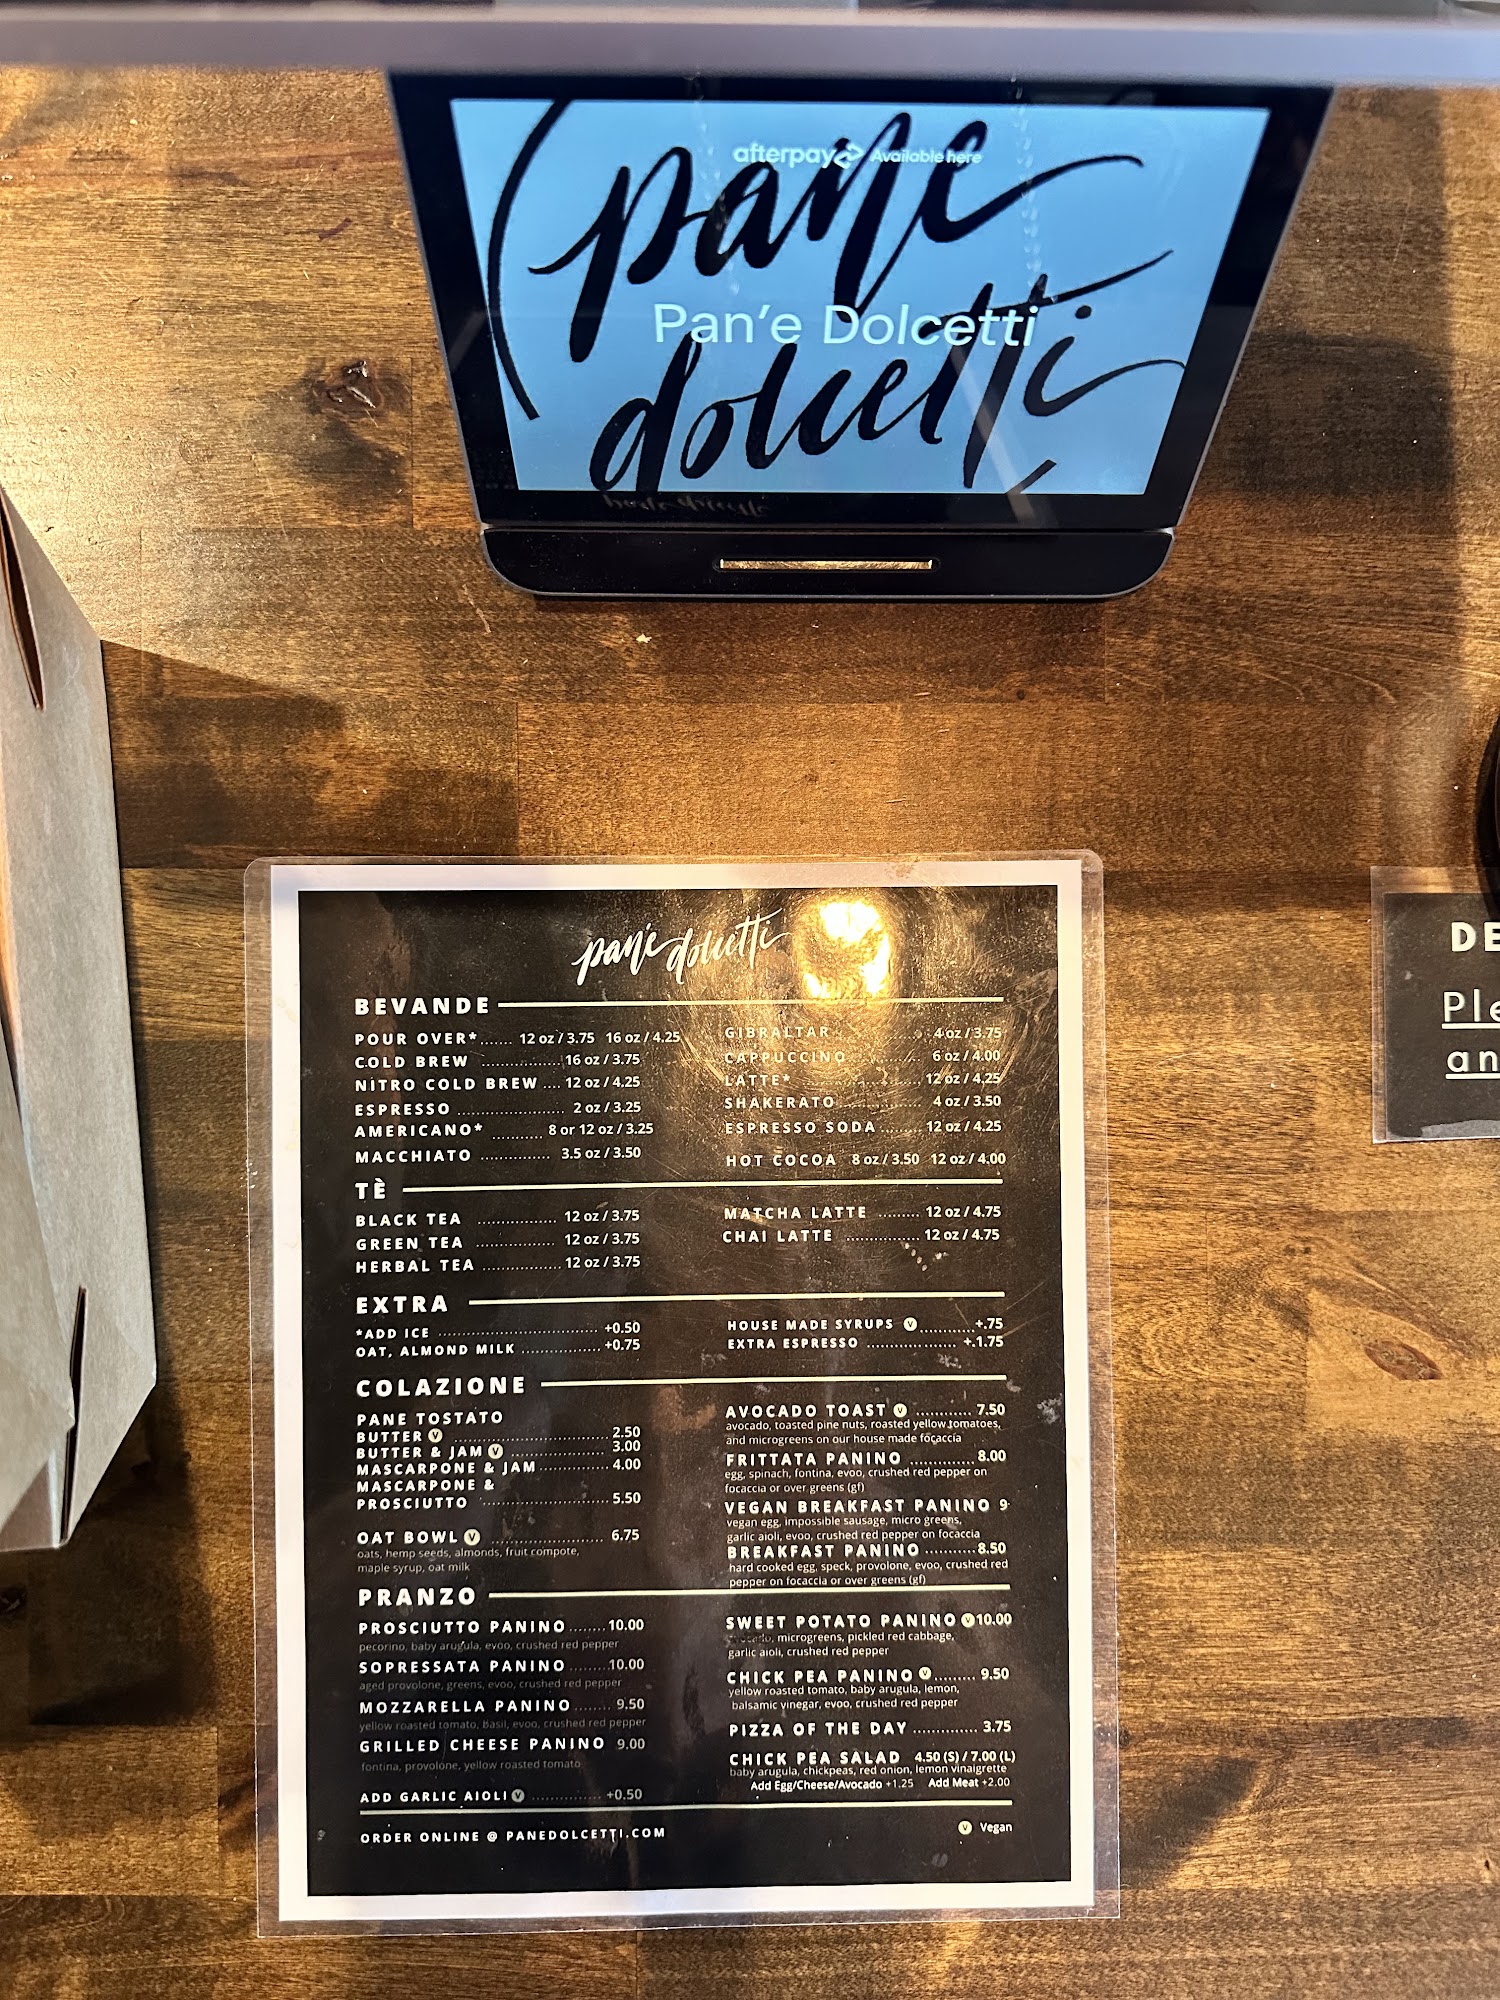 afterpay Available here
pane
Pan'e Dolcetti
dolcetti
pan'e dolcetti
BEVANDE
POUR OVER*....... 12 oz / 3.75 16 oz / 4.25
COLD BREW ................. 16 oz / 3.75
NITRO COLD BREW .... 12 oz / 4.25
ESPRESSO ...................... 2 oz / 3.25
AMERICANO* ........... 8 or 12 oz / 3.25
MACCHIATO ............... 3.5 oz / 3.50
GIBRALTAR ................ 4 oz / 3.75
CAPPUCCINO ............ 6 oz / 4.00
LATTE* ........................ 12 oz / 4.25
SHAKERATO ................ 4 oz / 3.50
ESPRESSO SODA ........ 12 oz / 4.25
HOT COCOA 8 oz / 3.50 12 oz / 4.00
TÈ
BLACK TEA ................. 12 oz / 3.75
GREEN TEA ................. 12 oz / 3.75
HERBAL TEA ................ 12 oz / 3.75
MATCHA LATTE ......... 12 oz / 4.75
CHAI LATTE ............... 12 oz / 4.75
EXTRA
*ADD ICE .................................. +0.50
OAT, ALMOND MILK ................. +0.75
HOUSE MADE SYRUPS V ............ +.75
EXTRA ESPRESSO ................... +.1.75
COLAZIONE
PANE TOSTATO
BUTTER V ................................. 2.50
BUTTER & JAM V .................... 3.00
MASCARPONE & JAM ............... 4.00
MASCARPONE &
PROSCIUTTO ........................... 5.50
OAT BOWL V ........................ 6.75
oats, hemp seeds, almonds, fruit compote,
maple syrup, oat milk
AVOCADO TOAST V ............ 7.50
avocado, toasted pine nuts, roasted yellow tomatoes,
and microgreens on our house made focaccia
FRITTATA PANINO ............. 8.00
egg, spinach, fontina, evoo, crushed red pepper on
focaccia or over greens (gf)
VEGAN BREAKFAST PANINO 9
vegan egg, impossible sausage, micro greens,
garlic aioli, evoo, crushed red pepper on focaccia
BREAKFAST PANINO ........... 8.50
hard cooked egg, speck, provolone, evoo, crushed red
pepper on focaccia or over greens (gf)
PRANZO
PROSCIUTTO PANINO ........ 10.00
pecorino, baby arugula, evoo, crushed red pepper
SOPRESSATA PANINO ........ 10.00
aged provolone, greens, evoo, crushed red pepper
MOZZARELLA PANINO ........ 9.50
yellow roasted tomato, basil, evoo, crushed red pepper
GRILLED CHEESE PANINO 9.00
fontina, provolone, yellow roasted tomato
ADD GARLIC AIOLI V ............... +0.50
SWEET POTATO PANINO V 10.00
avocado, microgreens, pickled red cabbage,
garlic aioli, crushed red pepper
CHICK PEA PANINO V ......... 9.50
yellow roasted tomato, baby arugula, lemon,
balsamic vinegar, evoo, crushed red pepper
PIZZA OF THE DAY .............. 3.75
CHICK PEA SALAD 4.50 (S) / 7.00 (L)
baby arugula, chickpeas, red onion, lemon vinaigrette
Add Egg/Cheese/Avocado +1.25 Add Meat +2.00
ORDER ONLINE @ PANEDOLCETTI.COM
V Vegan
DE
Ple
an